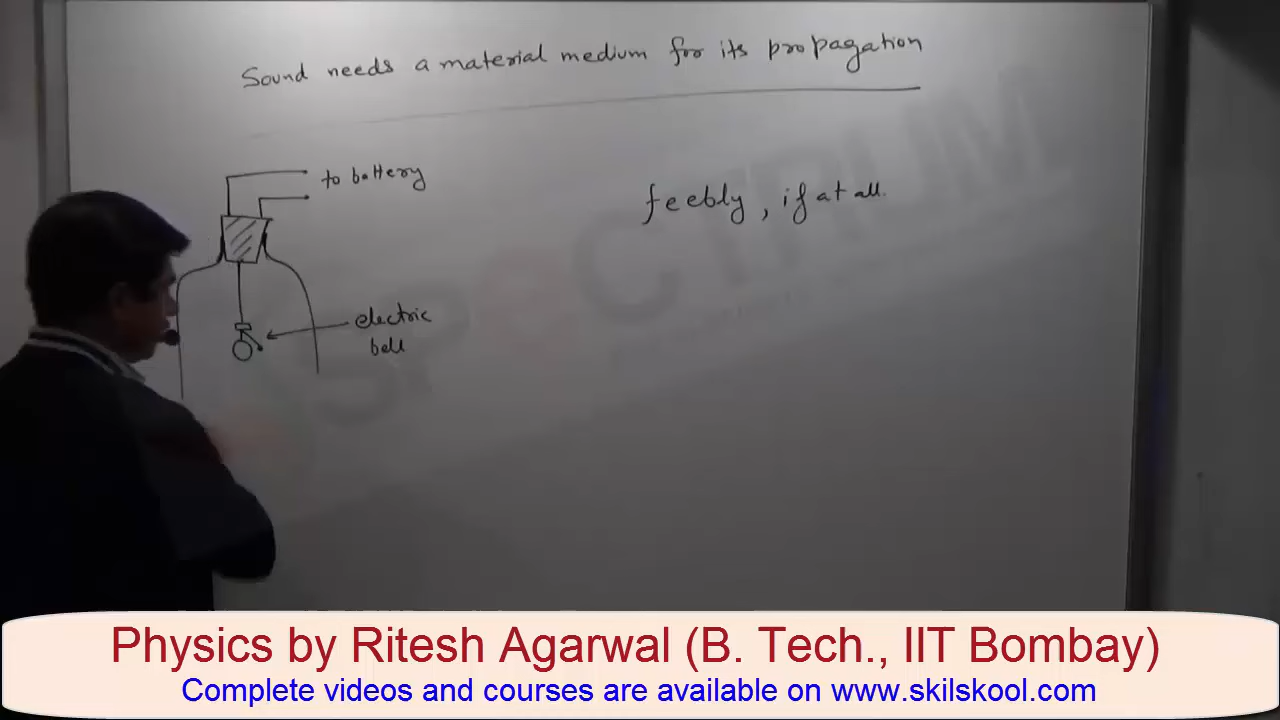 Sound needs a material medium for its propagation
to battery
feebly, if at all.
electric
bell
SPECTRUM
Physics by Ritesh Agarwal (B. Tech., IIT Bombay)
Complete videos and courses are available on www.skilskool.com